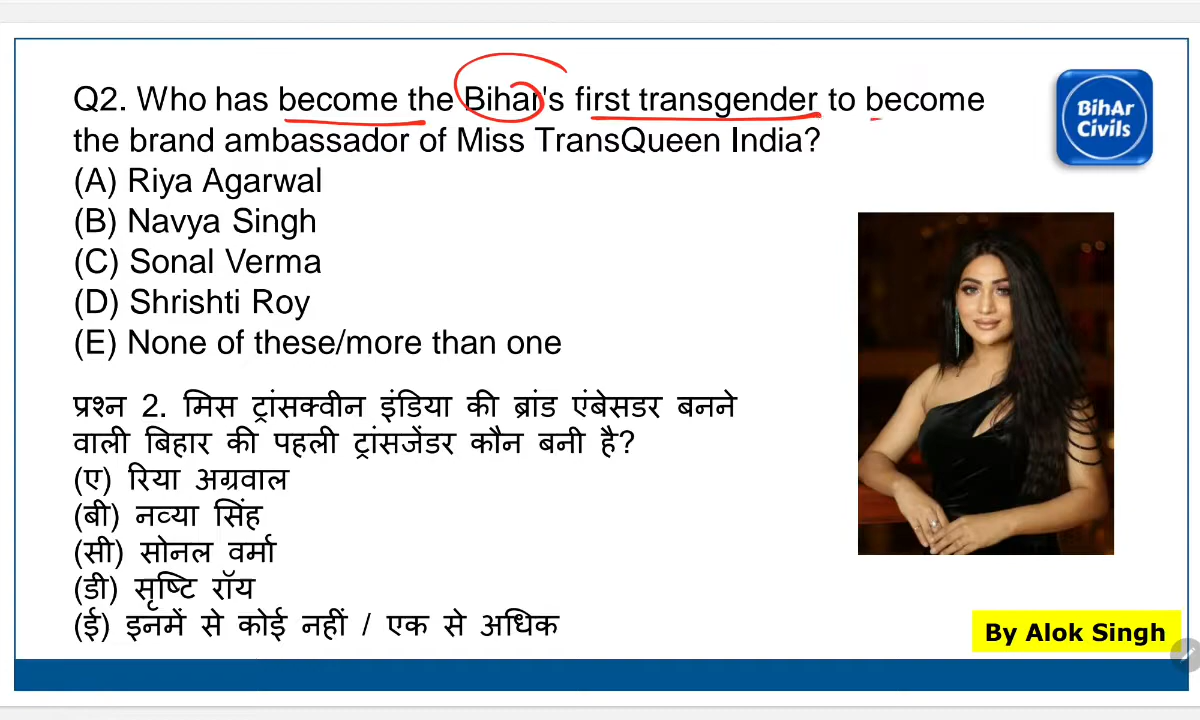 Q2. Who has become the Bihar's first transgender to become
the brand ambassador of Miss TransQueen India?
(A) Riya Agarwal
(B) Navya Singh
(C) Sonal Verma
(D) Shrishti Roy
(E) None of these/more than one
प्रश्न 2. मिस ट्रांसक्वीन इंडिया की ब्रांड एंबेसडर बनने
वाली बिहार की पहली ट्रांसजेंडर कौन बनी है?
(ए) रिया अग्रवाल
(बी) नव्या सिंह
(सी) सोनल वर्मा
(डी) सृष्टि रॉय
(ई) इनमें से कोई नहीं / एक से अधिक
BihAr
Civils
By Alok Singh